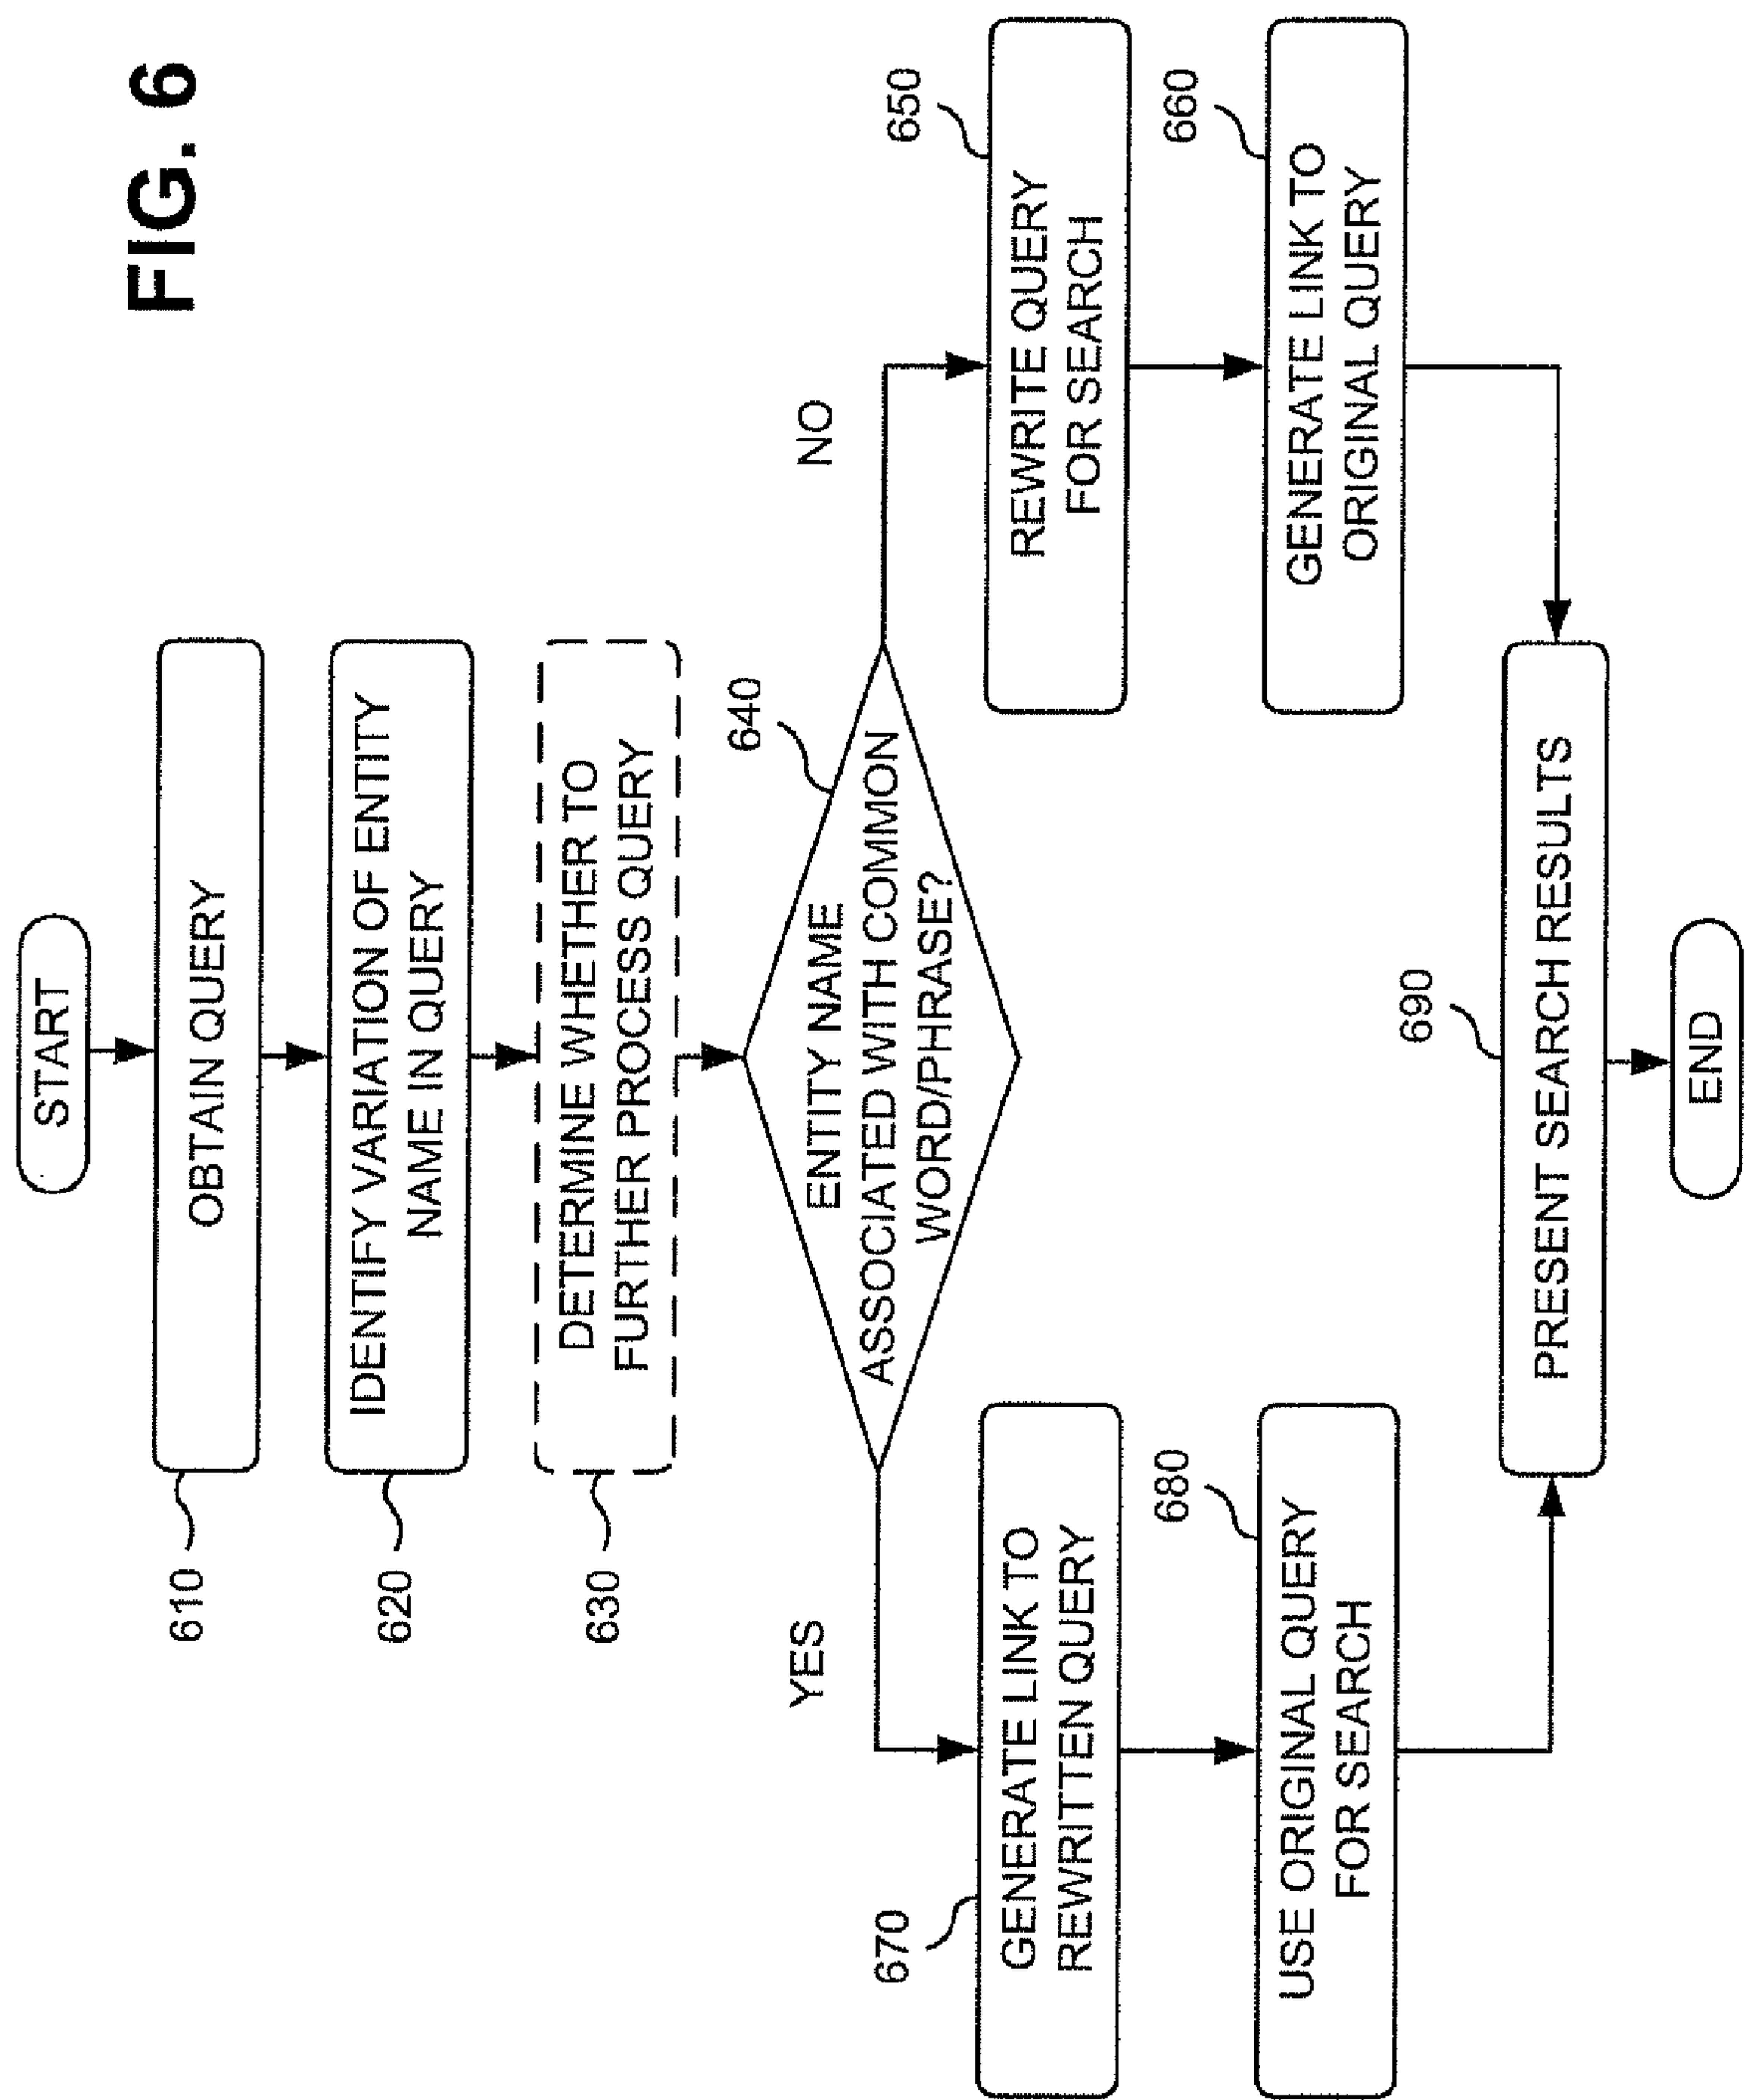 FIG. 6
START
OBTAIN QUERY
610
IDENTIFY VARIATION OF ENTITY
NAME IN QUERY
620
DETERMINE WHETHER TO
FURTHER PROCESS QUERY
630
640
ENTITY NAME
ASSOCIATED WITH COMMON
WORD/PHRASE?
YES
NO
670
GENERATE LINK TO
REWRITTEN QUERY
680
USE ORIGINAL QUERY
FOR SEARCH
650
REWRITE QUERY
FOR SEARCH
660
GENERATE LINK TO
ORIGINAL QUERY
690
PRESENT SEARCH RESULTS
END